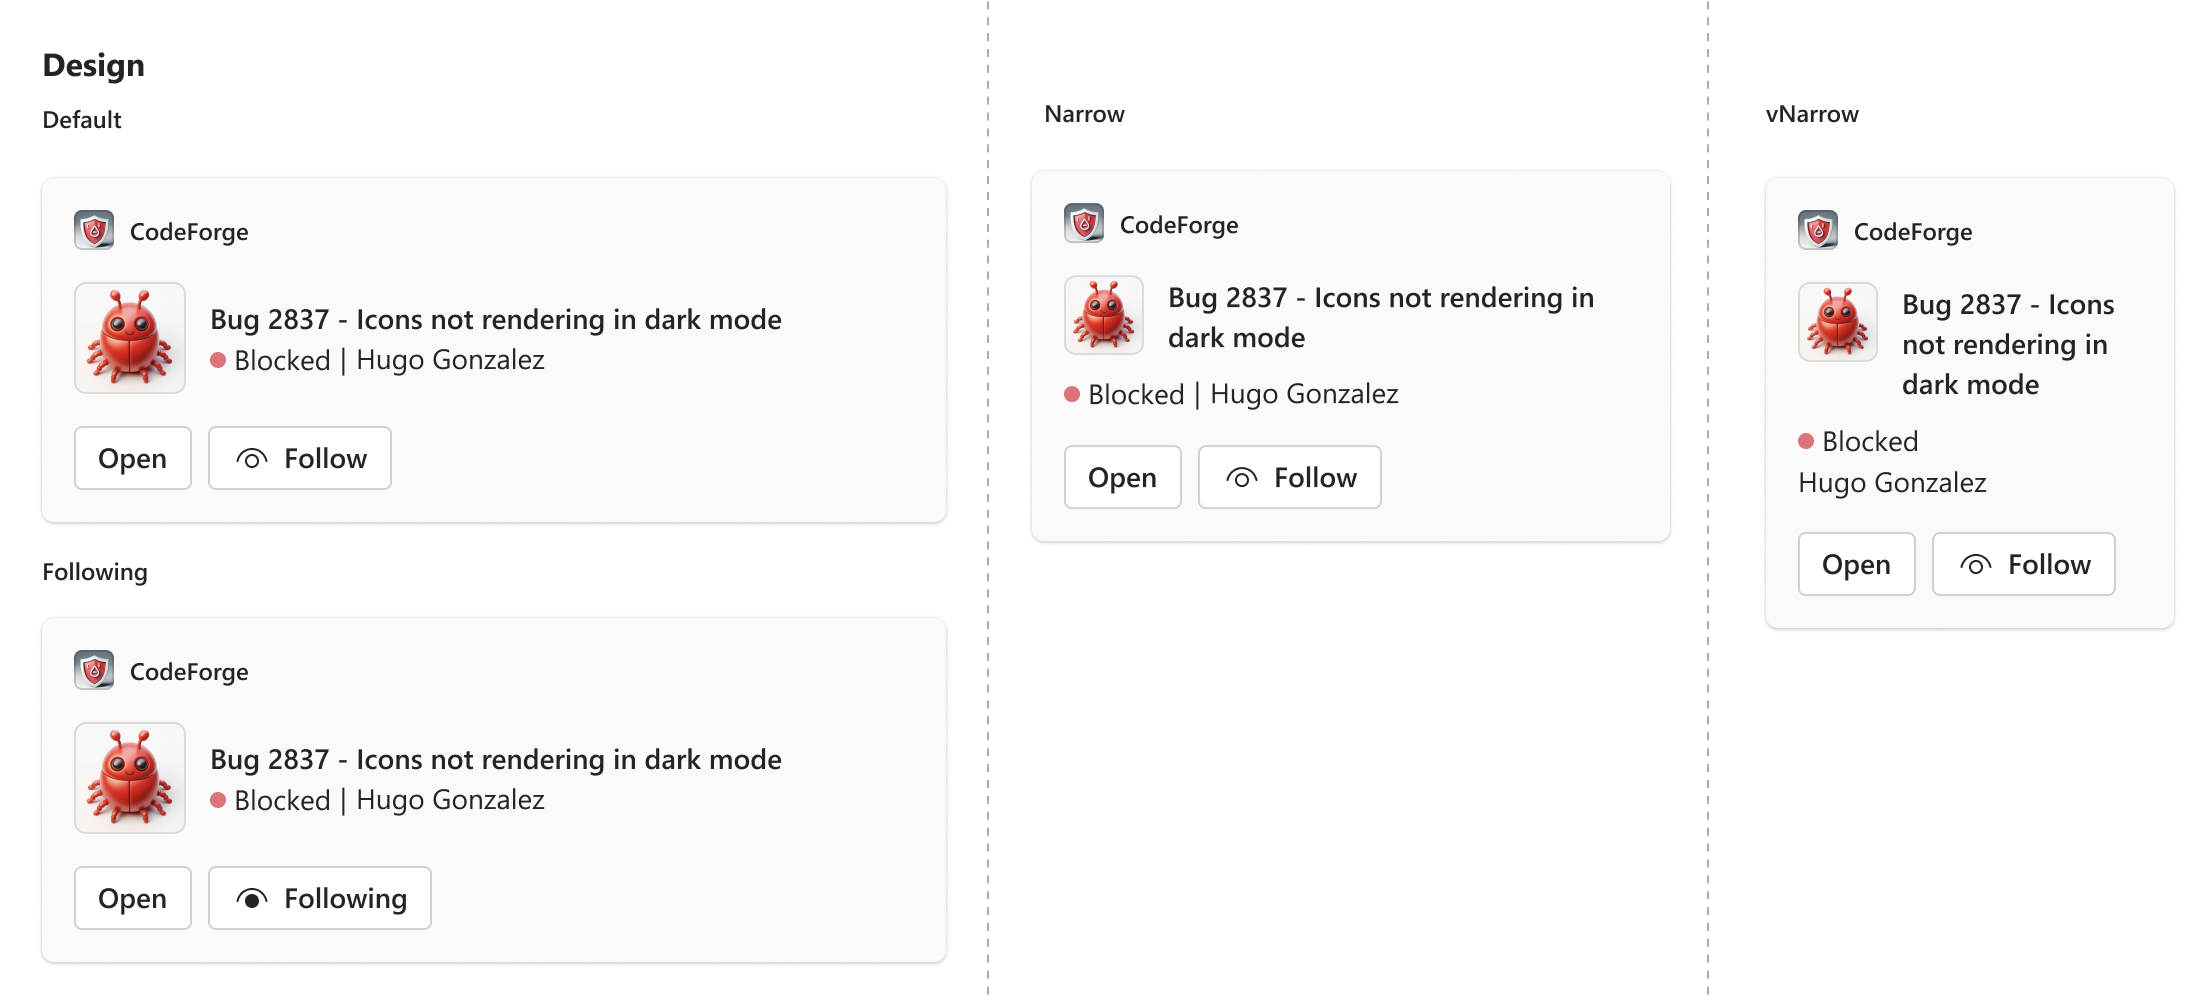 Design
Default
CodeForge
Bug 2837 - Icons not rendering in dark mode
Blocked | Hugo Gonzalez
Open
Follow
Following
CodeForge
Bug 2837 - Icons not rendering in dark mode
Blocked | Hugo Gonzalez
Open
Following
Narrow
CodeForge
Bug 2837 - Icons not rendering in
dark mode
Blocked | Hugo Gonzalez
Open
Follow
vNarrow
CodeForge
Bug 2837 - Icons
not rendering in
dark mode
Blocked
Hugo Gonzalez
Open
Follow